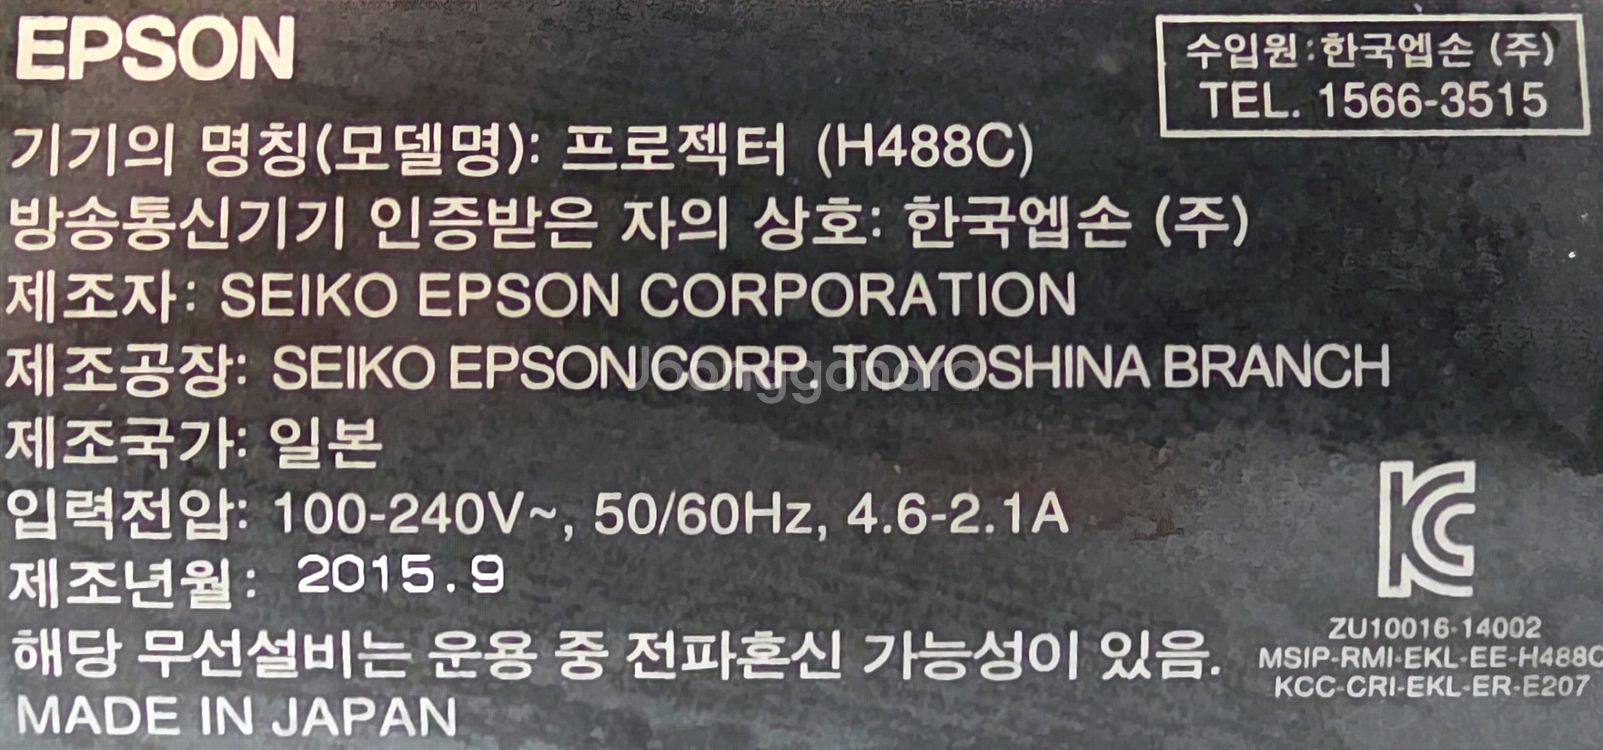 EPSON
수입원:한국엡손 (주)
TEL. 1566-3515
기기의 명칭(모델명): 프로젝터 (H488C)
방송통신기기 인증받은 자의 상호: 한국엡손 (주)
제조자: SEIKO EPSON CORPORATION
제조공장: SEIKO EPSON CORP. TOYOSHINA BRANCH
Joonggonara
제조국가: 일본
입력전압: 100-240V~, 50/60Hz, 4.6-2.1A
제조년월: 2015.9
해당 무선설비는 운용 중 전파혼신 가능성이 있음.
MADE IN JAPAN
ZU10016-14002
MSIP-RMI-EKL-EE-H488C
KCC-CRI-EKL-ER-E207